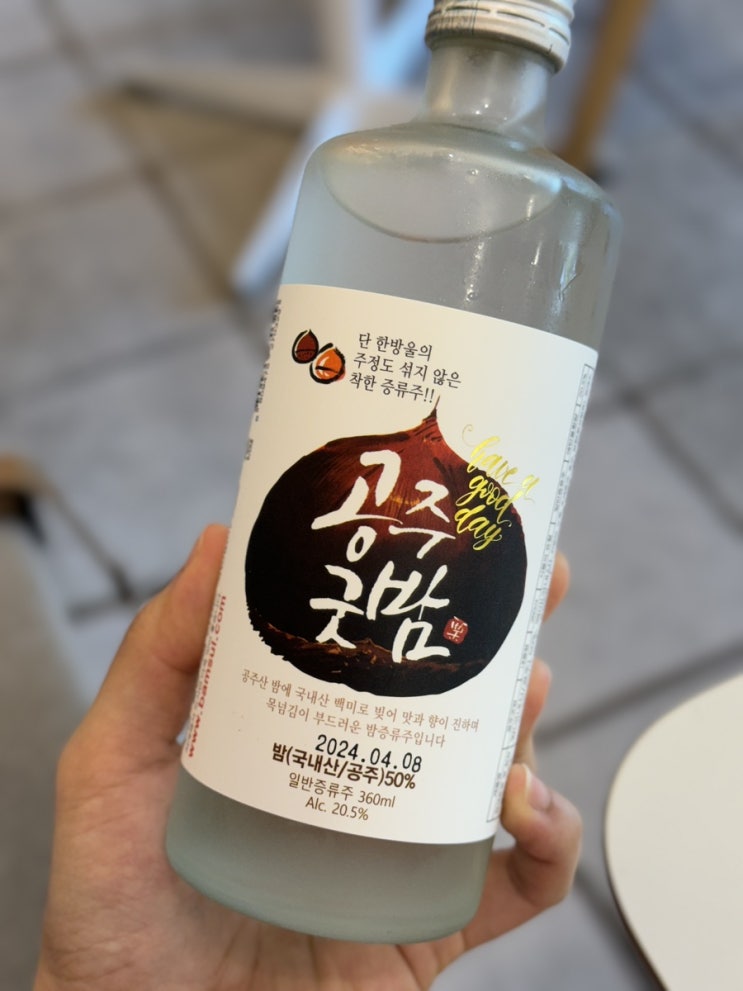 단 한방울의
주정도 섞지 않은
착한 증류주!!
have a
good
day
공주
굿밤
공주산 밤에 국내산 백미로 빚어 맛과 향이 진하며
목넘김이 부드러운 밤증류주입니다
2024.04.08
밤(국내산/공주)50%
일반증류주 360ml
Alc. 20.5%
www.bamsul.com